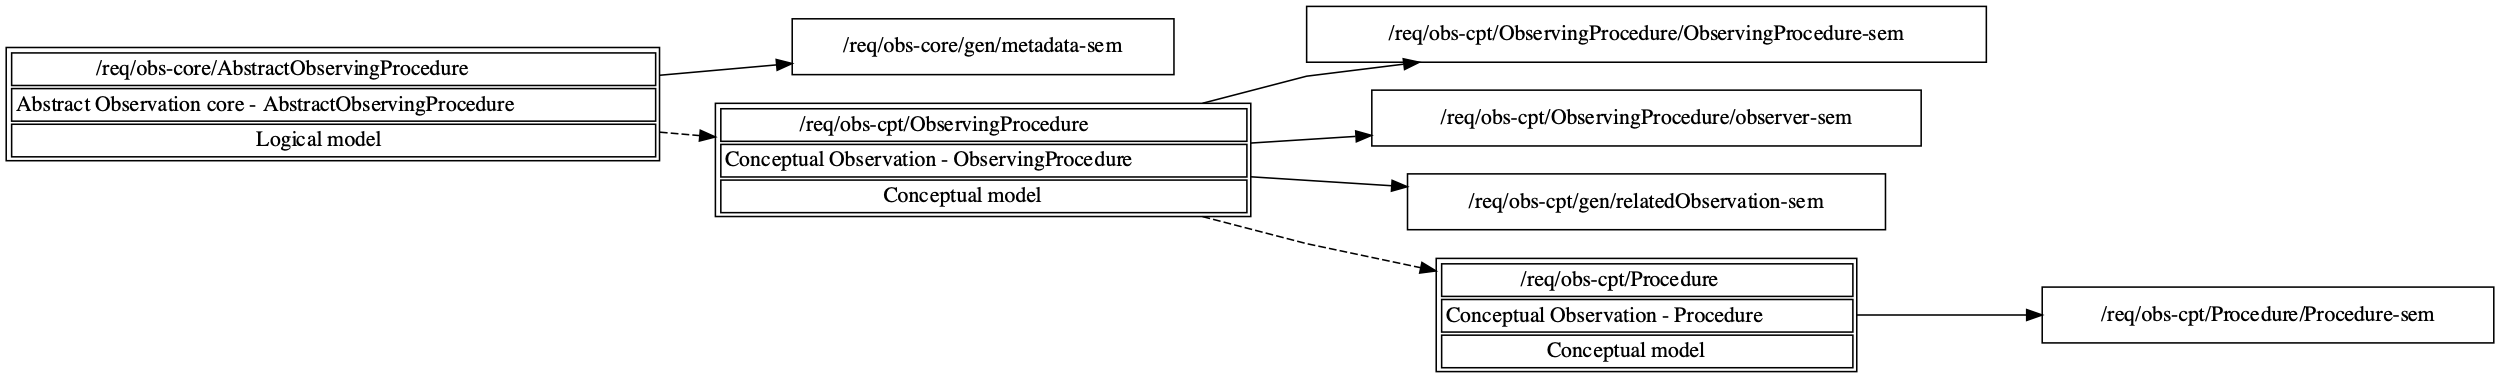 /req/obs-core/AbstractObservingProcedure
Abstract Observation core - AbstractObservingProcedure
Logical model
/req/obs-core/gen/metadata-sem
/req/obs-cpt/ObservingProcedure
Conceptual Observation - ObservingProcedure
Conceptual model
/req/obs-cpt/ObservingProcedure/ObservingProcedure-sem
/req/obs-cpt/ObservingProcedure/observer-sem
/req/obs-cpt/gen/relatedObservation-sem
/req/obs-cpt/Procedure
Conceptual Observation - Procedure
Conceptual model
/req/obs-cpt/Procedure/Procedure-sem